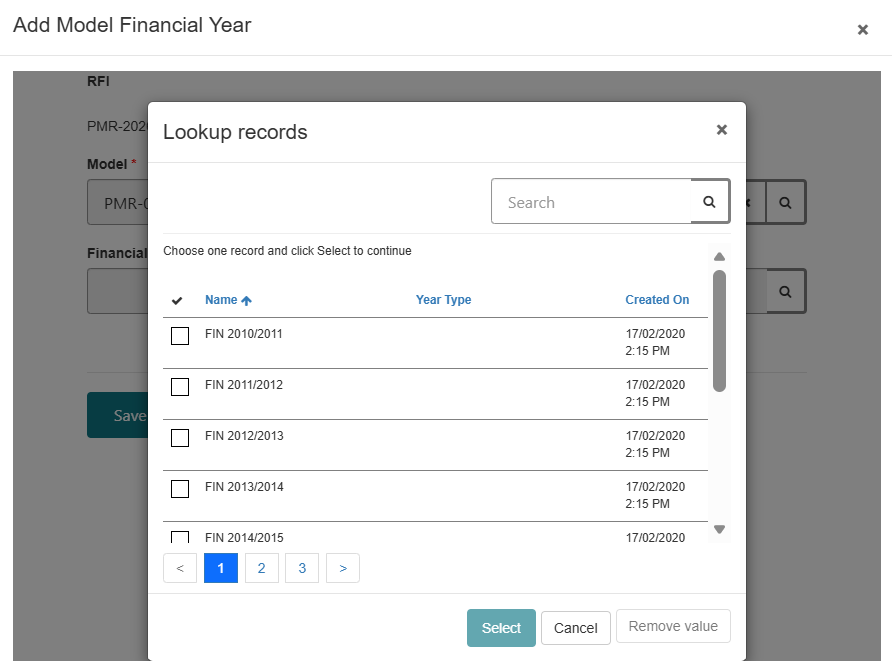 Add Model Financial Year
RFI
PMR-202
Model *
PMR-
Financial
Save
Lookup records
Search
Choose one record and click Select to continue
Name Year Type Created On
FIN 2010/2011 17/02/2020
2:15 PM
FIN 2011/2012 17/02/2020
2:15 PM
FIN 2012/2013 17/02/2020
2:15 PM
FIN 2013/2014 17/02/2020
2:15 PM
FIN 2014/2015 17/02/2020
< 1 2 3 >
Select Cancel Remove value